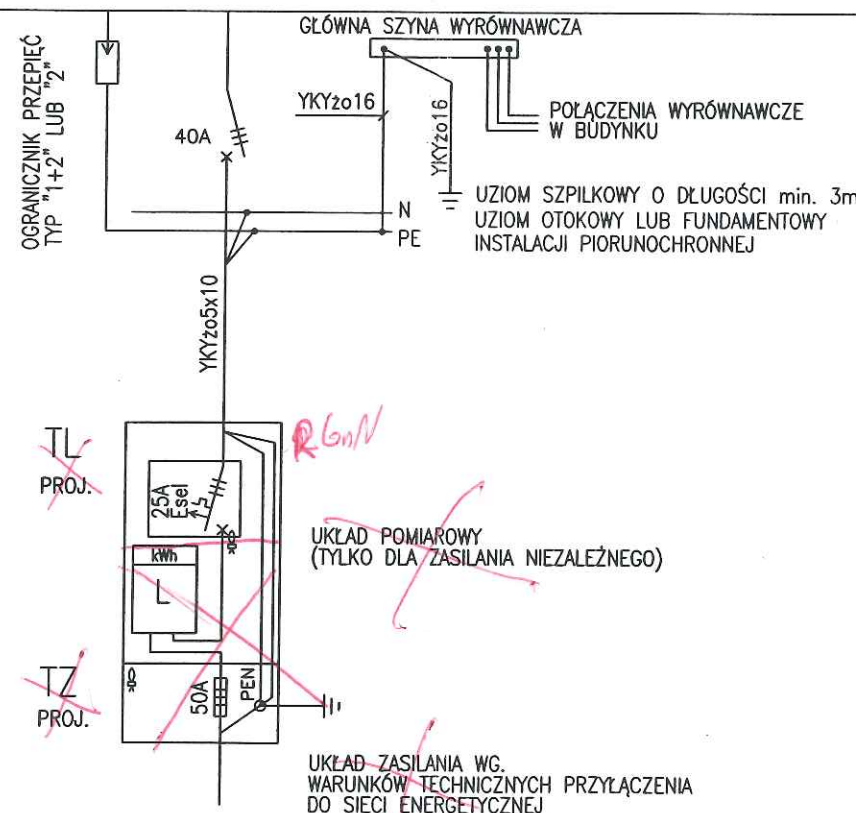 GŁÓWNA SZYNA WYRÓWNAWCZA
OGRANICZNIK PRZEPIĘĆ
TYP "1+2" LUB "2"
40A
YKYżo16
YKYżo16
POŁĄCZENIA WYRÓWNAWCZE
W BUDYNKU
UZIOM SZPILKOWY O DŁUGOŚCI min. 3m
UZIOM OTOKOWY LUB FUNDAMENTOWY
INSTALACJI PIORUNOCHRONNEJ
N
PE
YKYżo5x10
TL
PROJ.
RGnN
25A
Esel
UKŁAD POMIAROWY
(TYLKO DLA ZASILANIA NIEZALEŻNEGO)
kWh
L
TZ
PROJ.
50A
PEN
UKŁAD ZASILANIA WG.
WARUNKÓW TECHNICZNYCH PRZYŁĄCZENIA
DO SIECI ENERGETYCZNEJ